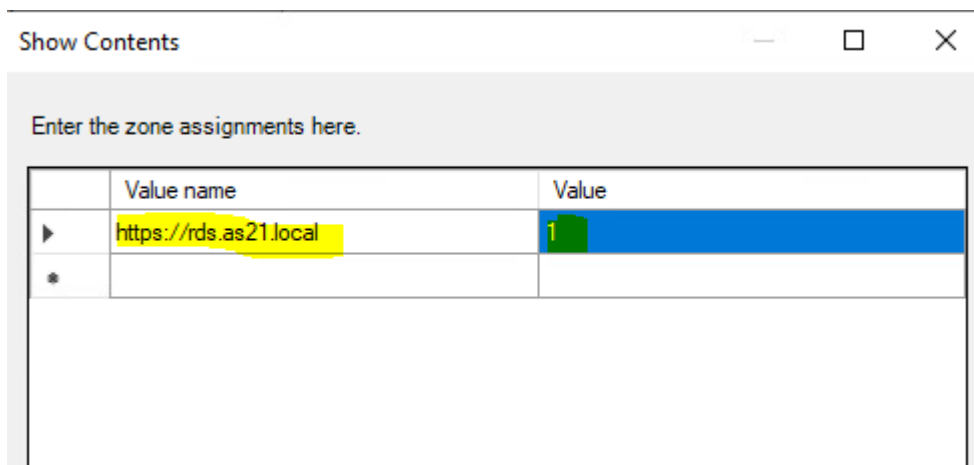 Show Contents
Enter the zone assignments here.
Value name Value
https://rds.as21.local 1